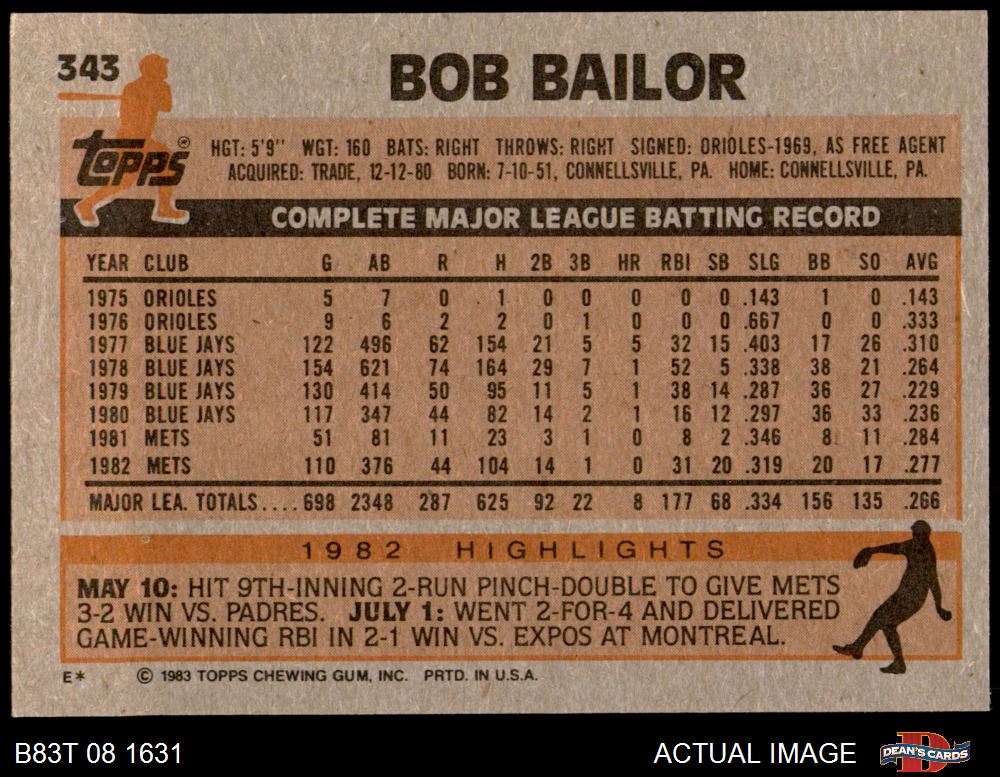 343
BOB BAILOR
TOPPS®
HGT: 5'9" WGT: 160 BATS: RIGHT THROWS: RIGHT SIGNED: ORIOLES-1969, AS FREE AGENT
ACQUIRED: TRADE, 12-12-80 BORN: 7-10-51, CONNELLSVILLE, PA. HOME: CONNELLSVILLE, PA.
COMPLETE MAJOR LEAGUE BATTING RECORD
YEAR CLUB G AB R H 2B 3B HR RBI SB SLG BB SO AVG
1975 ORIOLES 5 7 0 1 0 0 0 0 0 .143 1 0 .143
1976 ORIOLES 9 6 2 2 0 1 0 0 0 .667 0 0 .333
1977 BLUE JAYS 122 496 62 154 21 5 5 32 15 .403 17 26 .310
1978 BLUE JAYS 154 621 74 164 29 7 1 52 5 .338 38 21 .264
1979 BLUE JAYS 130 414 50 95 11 5 1 38 14 .287 36 27 .229
1980 BLUE JAYS 117 347 44 82 14 2 1 16 12 .297 36 33 .236
1981 METS 51 81 11 23 3 1 0 8 2 .346 8 11 .284
1982 METS 110 376 44 104 14 1 0 31 20 .319 20 17 .277
MAJOR LEA. TOTALS.... 698 2348 287 625 92 22 8 177 68 .334 156 135 .266
1982 HIGHLIGHTS
MAY 10: HIT 9TH-INNING 2-RUN PINCH-DOUBLE TO GIVE METS
3-2 WIN VS. PADRES. JULY 1: WENT 2-FOR-4 AND DELIVERED
GAME-WINNING RBI IN 2-1 WIN VS. EXPOS AT MONTREAL.
E* © 1983 TOPPS CHEWING GUM, INC. PRTD. IN U.S.A.
B83T 08 1631 ACTUAL IMAGE DEAN'S CARDS